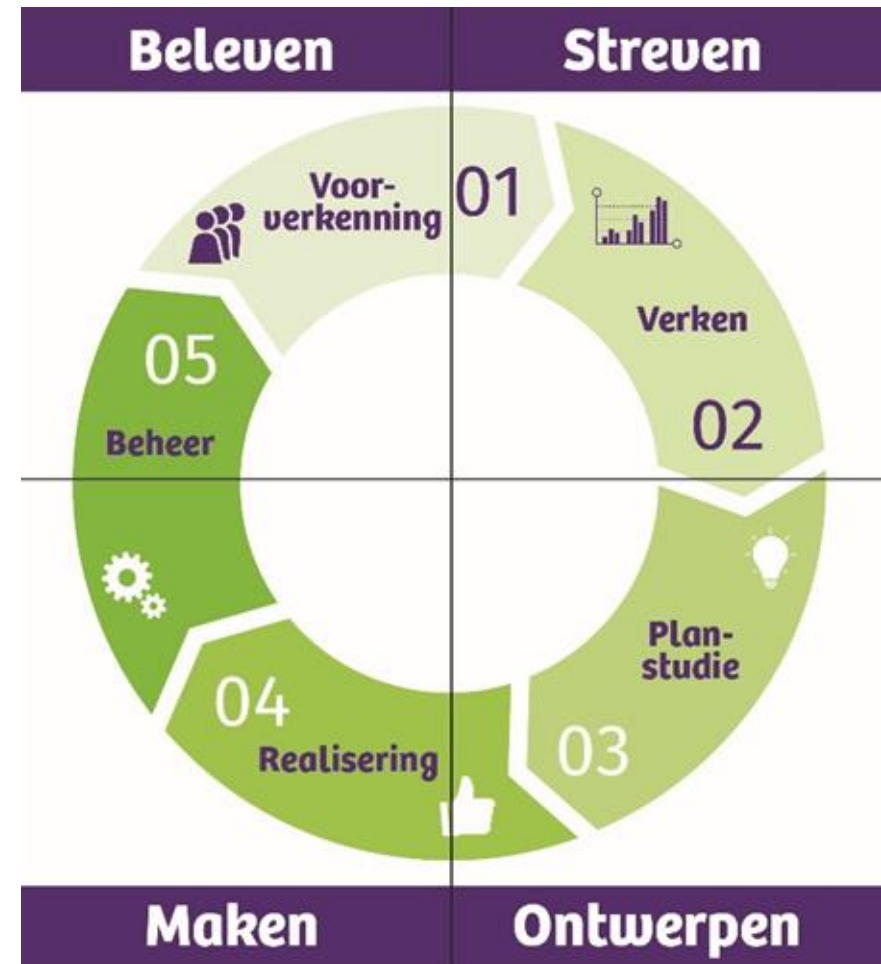 Beleven
Streven
Voor-
verkenning
01
Verken
02
Plan-
studie
03
04
Realisering
05
Beheer
Maken
Ontwerpen